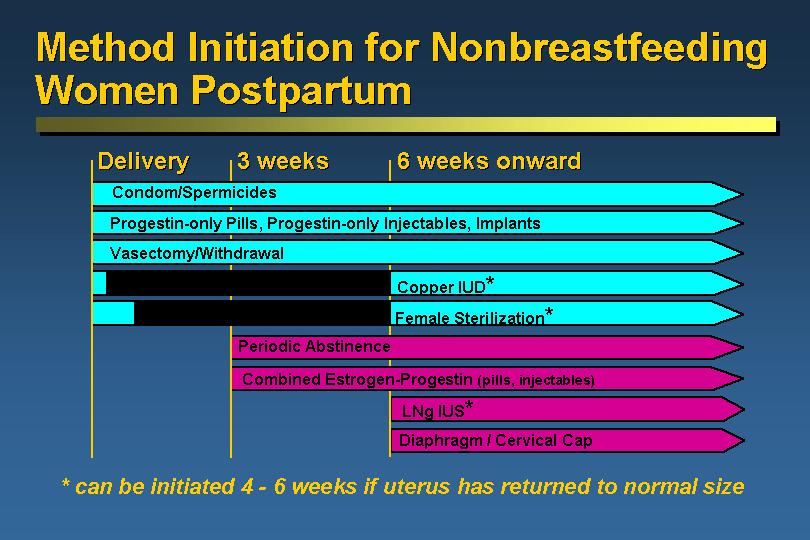 Method Initiation for Nonbreastfeeding
Women Postpartum
Delivery 3 weeks 6 weeks onward
Condom/Spermicides
Progestin-only Pills, Progestin-only Injectables, Implants
Vasectomy/Withdrawal
Copper IUD*
Female Sterilization*
Periodic Abstinence
Combined Estrogen-Progestin (pills, injectables)
LNg IUS*
Diaphragm / Cervical Cap
* can be initiated 4 - 6 weeks if uterus has returned to normal size